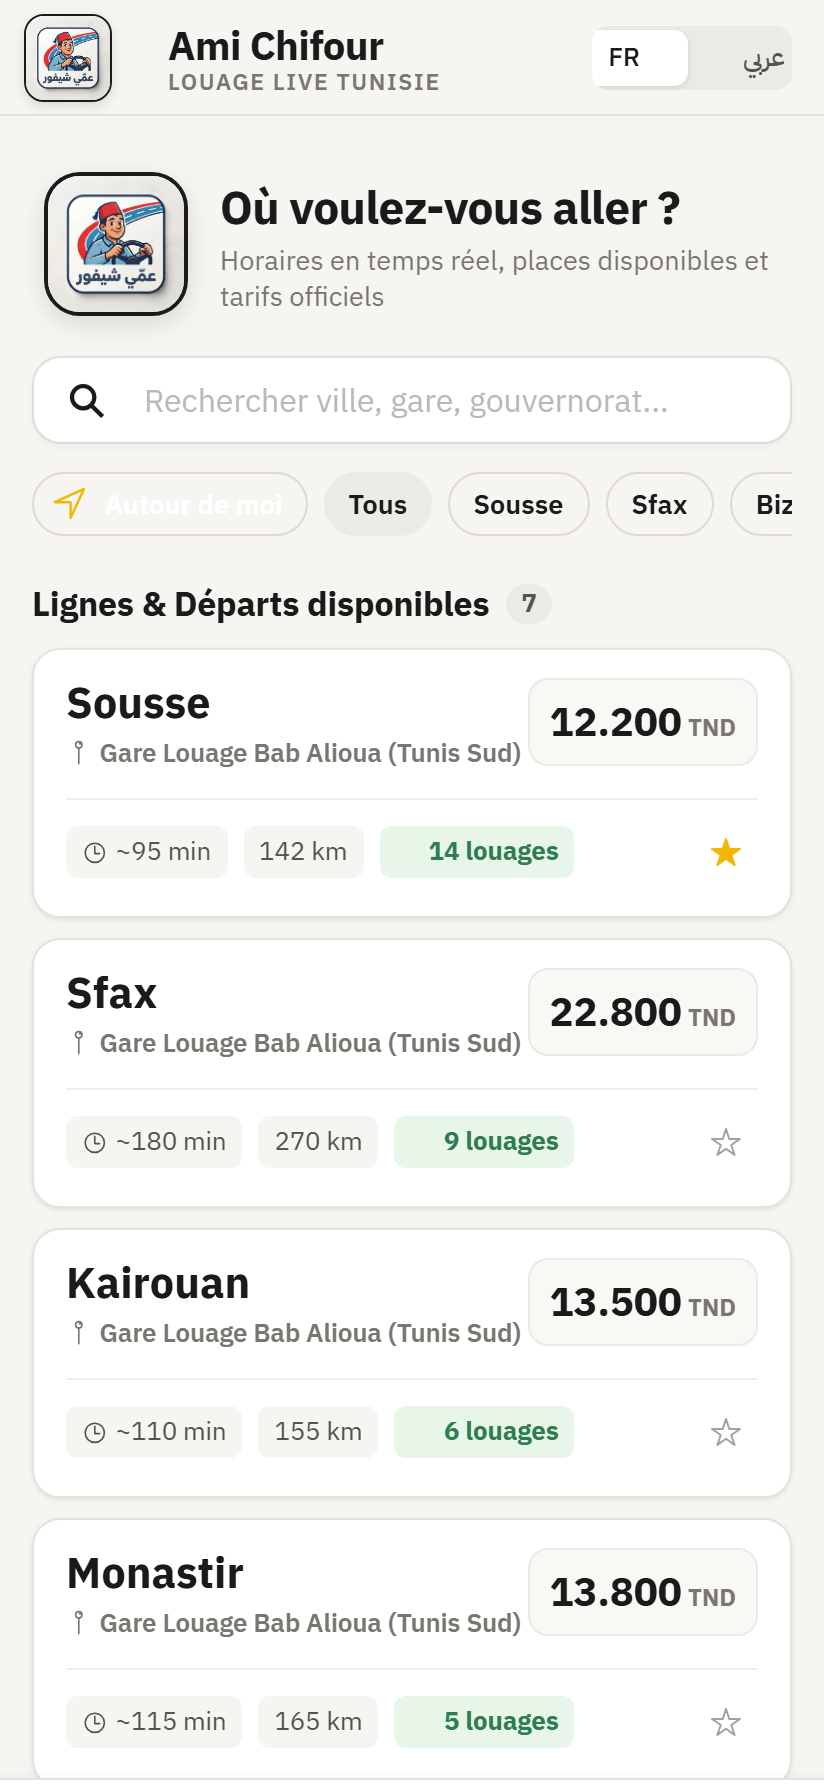 عمّي شيفور
Ami Chifour
LOUAGE LIVE TUNISIE
FR
عربي
عمّي شيفور
Où voulez-vous aller ?
Horaires en temps réel, places disponibles et
tarifs officiels
Rechercher ville, gare, gouvernorat...
Autour de moi
Tous
Sousse
Sfax
Biz
Lignes & Départs disponibles 7
Sousse
12.200 TND
Gare Louage Bab Alioua (Tunis Sud)
~95 min
142 km
14 louages
Sfax
22.800 TND
Gare Louage Bab Alioua (Tunis Sud)
~180 min
270 km
9 louages
Kairouan
13.500 TND
Gare Louage Bab Alioua (Tunis Sud)
~110 min
155 km
6 louages
Monastir
13.800 TND
Gare Louage Bab Alioua (Tunis Sud)
~115 min
165 km
5 louages